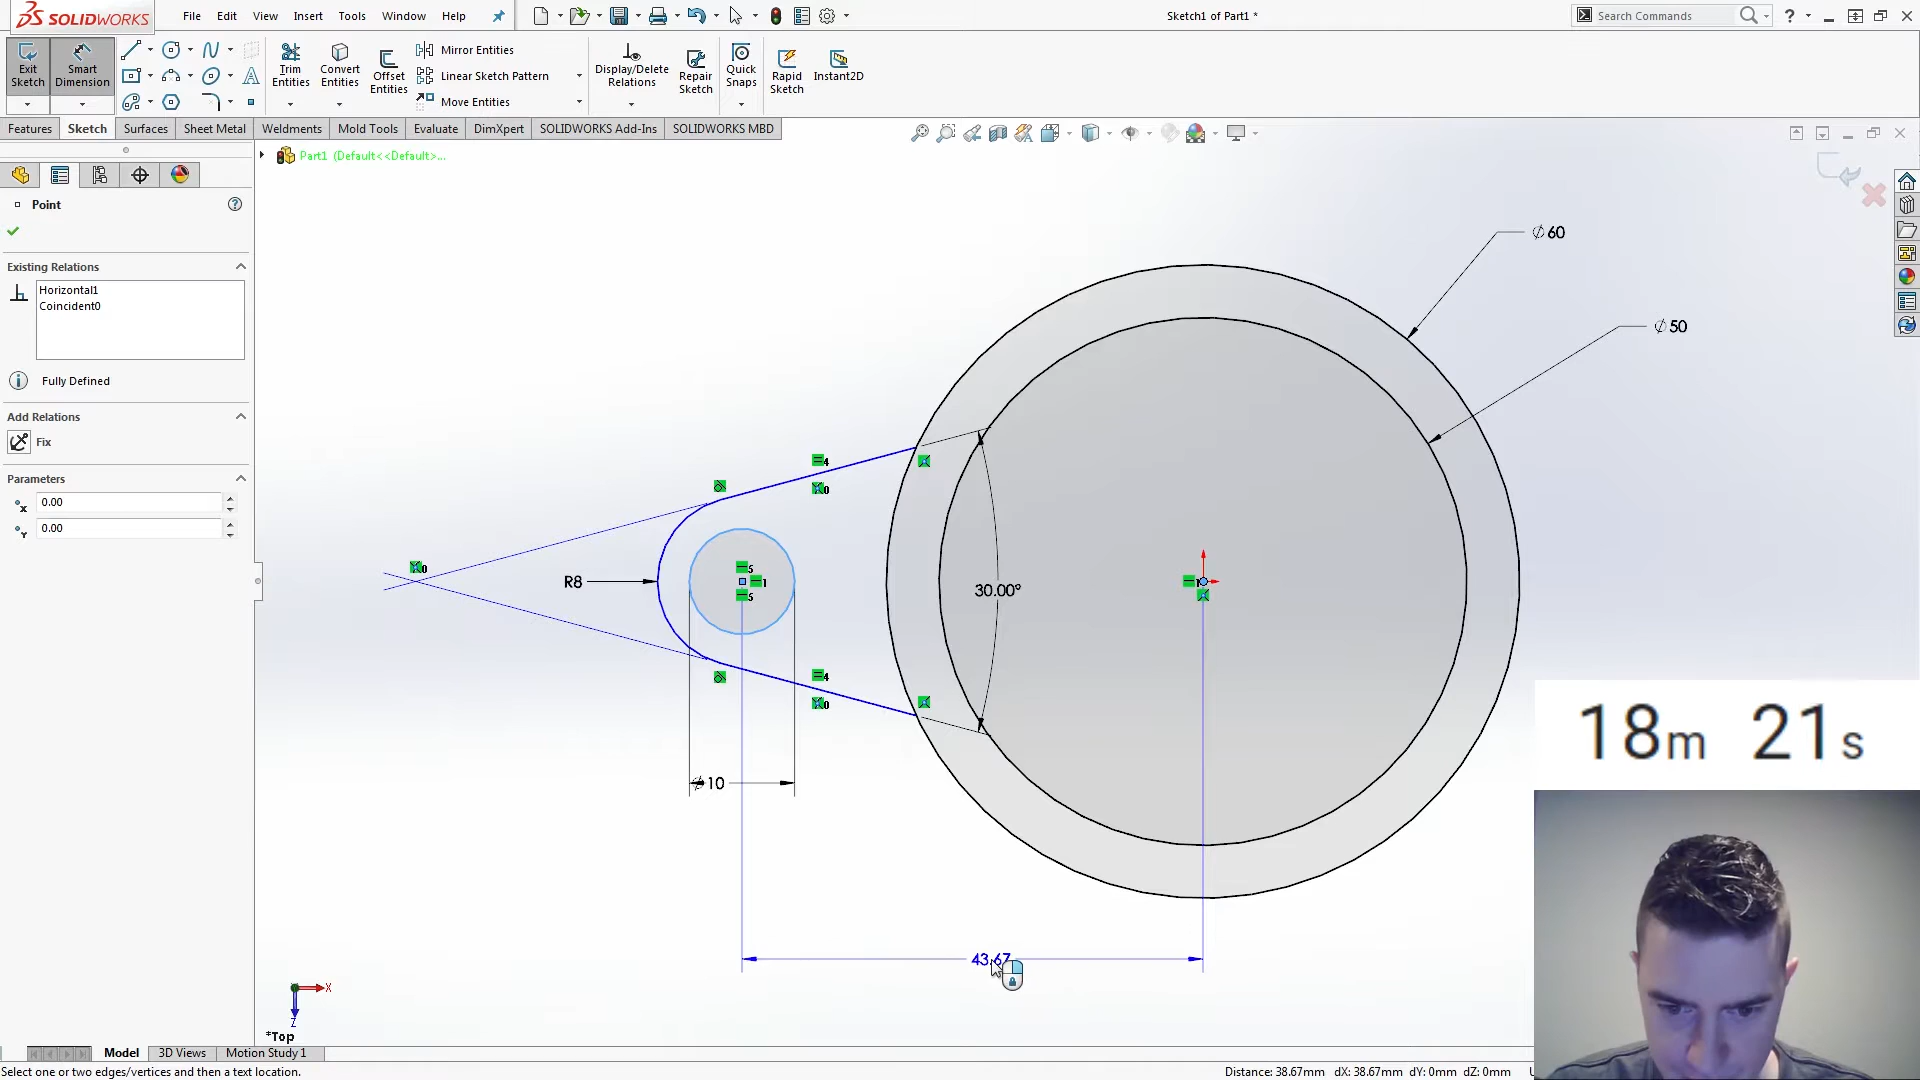 SOLIDWORKS
File Edit View Insert Tools Window Help
Sketch1 of Part1 *
Search Commands
Exit Sketch
Smart Dimension
Trim Entities
Convert Entities
Offset Entities
Mirror Entities
Linear Sketch Pattern
Move Entities
Display/Delete Relations
Repair Sketch
Quick Snaps
Rapid Sketch
Instant2D
Features Sketch Surfaces Sheet Metal Weldments Mold Tools Evaluate DimXpert SOLIDWORKS Add-Ins SOLIDWORKS MBD
Part1 (Default<<Default>...
Point
Existing Relations
Horizontal1
Coincident0
Fully Defined
Add Relations
Fix
Parameters
0.00
0.00
∅60
∅50
R8
30.00°
∅10
43.67
18m 21s
X
Z
*Top
Model 3D Views Motion Study 1
Select one or two edges/vertices and then a text location.
Distance: 38.67mm dX: 38.67mm dY: 0mm dZ: 0mm